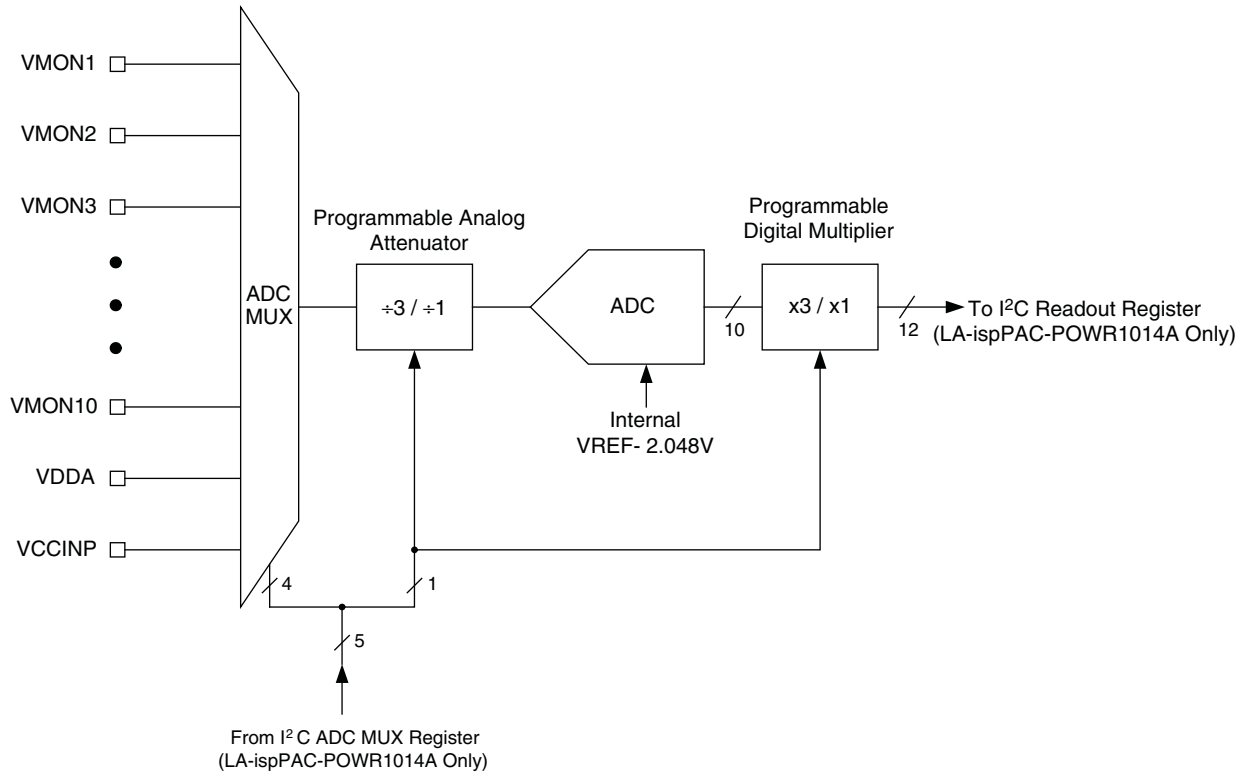 VMON1
VMON2
VMON3
VMON10
VDDA
VCCINP
ADC
MUX
Programmable Analog
Attenuator
÷3 / ÷1
ADC
Internal
VREF- 2.048V
10
Programmable
Digital Multiplier
x3 / x1
12
To I²C Readout Register
(LA-ispPAC-POWR1014A Only)
4
1
5
From I² C ADC MUX Register
(LA-ispPAC-POWR1014A Only)